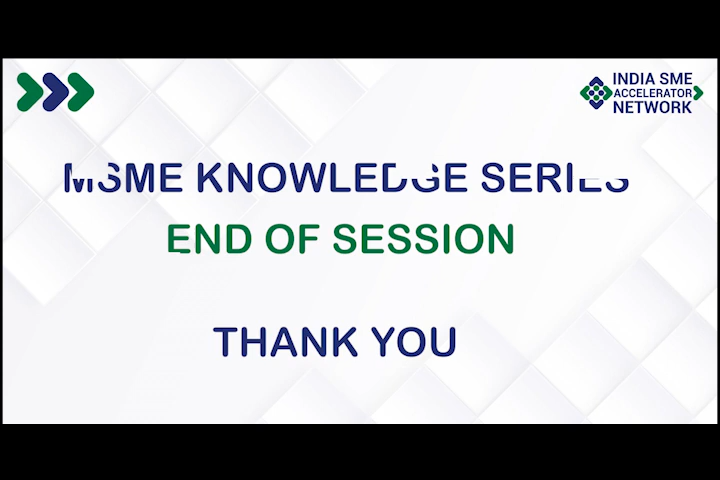 INDIA SME
ACCELERATOR
NETWORK
MSME KNOWLEDGE SERIES
END OF SESSION
THANK YOU